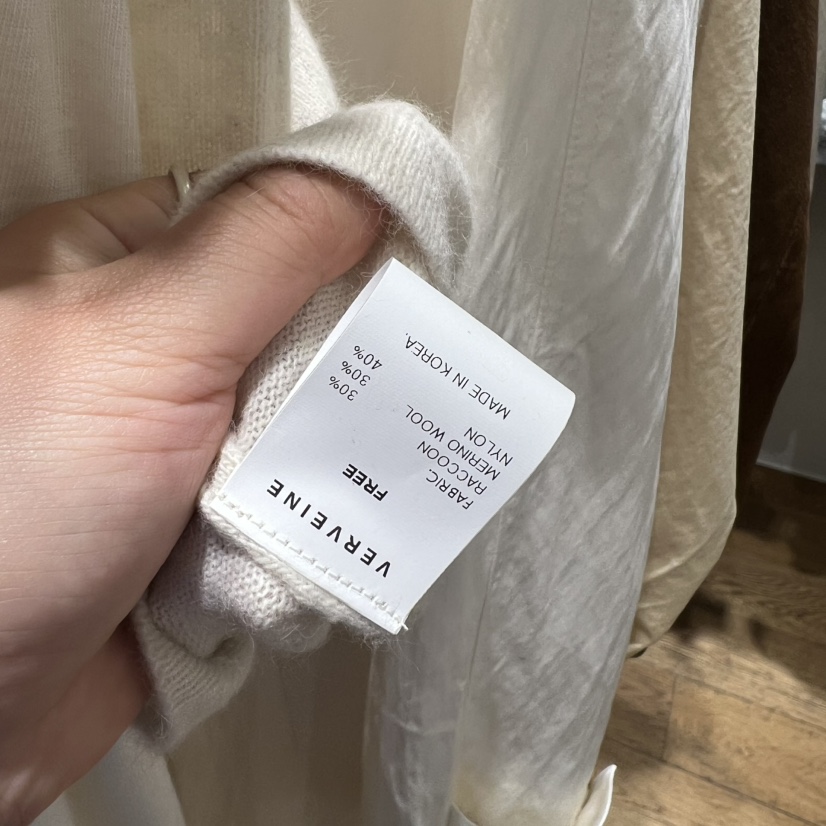 VERVEINE
FREE
FABRIC.
RACCOON 30%
MERINO WOOL 30%
NYLON 40%
MADE IN KOREA.